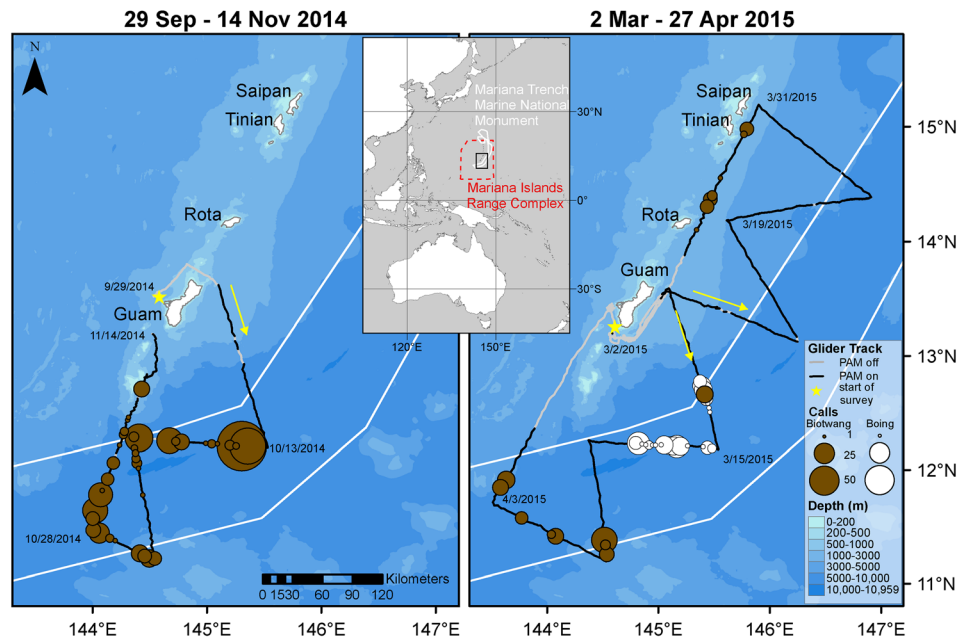 29 Sep - 14 Nov 2014
2 Mar - 27 Apr 2015
N
Saipan
Tinian
Rota
9/29/2014
Guam
11/14/2014
10/13/2014
10/28/2014
Kilometers
0 1530 60 90 120
Mariana Trench
Marine National
Monument
30°N
0°
Mariana Islands
Range Complex
30°S
120°E
150°E
Saipan
3/31/2015
Tinian
15°N
Rota
3/19/2015
14°N
Guam
3/2/2015
13°N
3/15/2015
12°N
4/3/2015
11°N
Glider Track
PAM off
PAM on
start of
survey
Calls
Biotwang
Boing
1
25
50
Depth (m)
0-200
200-500
500-1000
1000-3000
3000-5000
5000-10,000
10,000-10,959
144°E
145°E
146°E
147°E
144°E
145°E
146°E
147°E